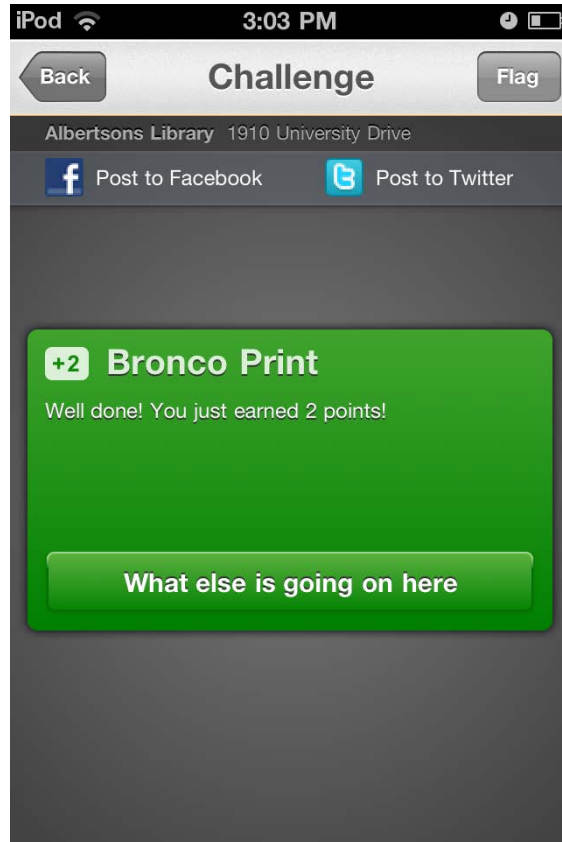 iPod 3:03 PM
Back Challenge Flag
Albertsons Library 1910 University Drive
f Post to Facebook t Post to Twitter
+2 Bronco Print
Well done! You just earned 2 points!
What else is going on here